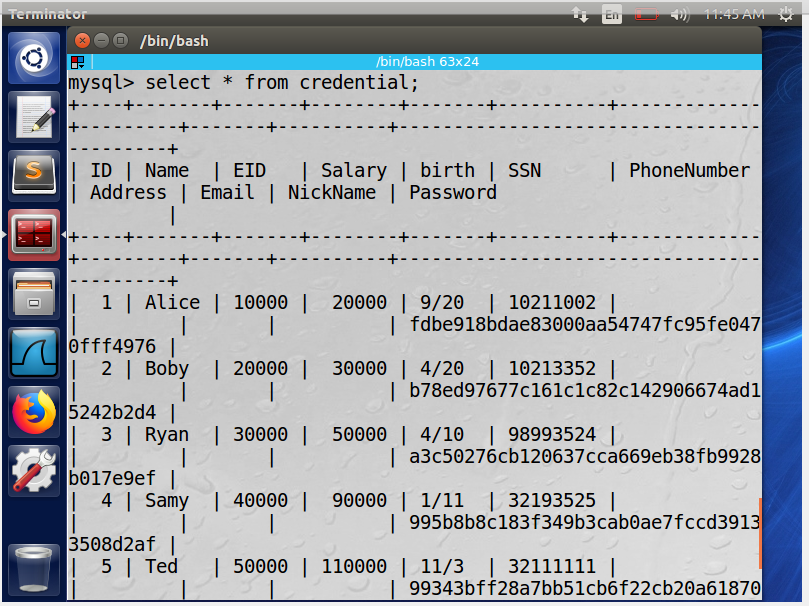 Terminator En 11:45 AM
/bin/bash
/bin/bash 63x24
mysql> select * from credential;
+----+-------+-------+--------+-------+----------+-------------
+---------+-------+----------+---------------------------------
---------+
| ID | Name  | EID   | Salary | birth | SSN      | PhoneNumber
| Address | Email | NickName | Password
         |
+----+-------+-------+--------+-------+----------+-------------
+---------+-------+----------+---------------------------------
---------+
|  1 | Alice | 10000 |  20000 | 9/20  | 10211002 |
|         |       |          | fdbe918bdae83000aa54747fc95fe047
0fff4976 |
|  2 | Boby  | 20000 |  30000 | 4/20  | 10213352 |
|         |       |          | b78ed97677c161c1c82c142906674ad1
5242b2d4 |
|  3 | Ryan  | 30000 |  50000 | 4/10  | 98993524 |
|         |       |          | a3c50276cb120637cca669eb38fb9928
b017e9ef |
|  4 | Samy  | 40000 |  90000 | 1/11  | 32193525 |
|         |       |          | 995b8b8c183f349b3cab0ae7fccd3913
3508d2af |
|  5 | Ted   | 50000 | 110000 | 11/3  | 32111111 |
|         |       |          | 99343bff28a7bb51cb6f22cb20a61870